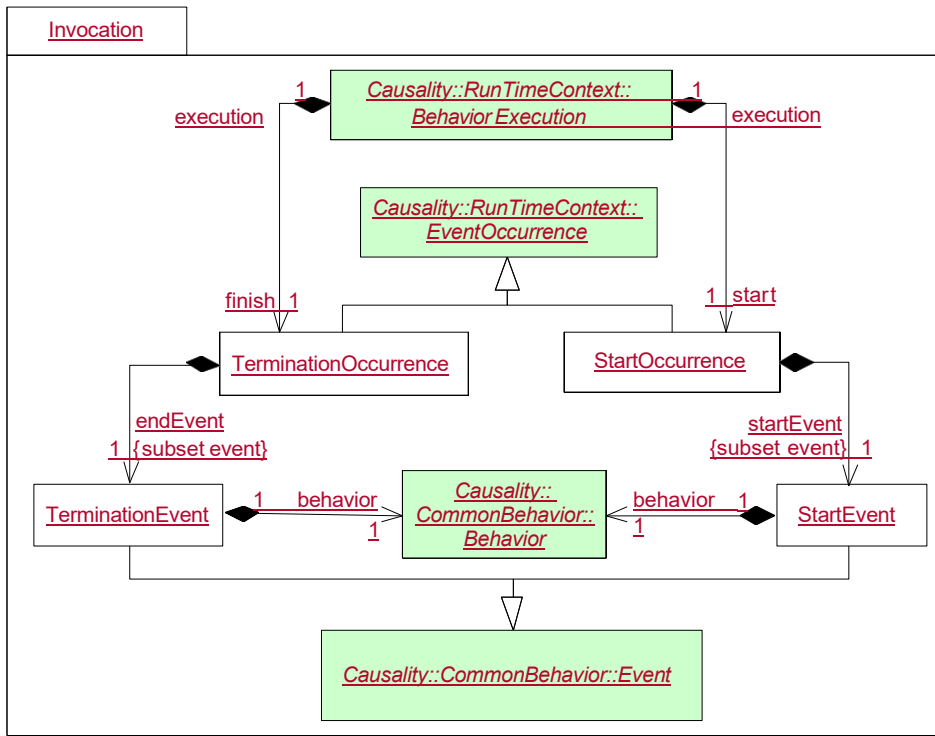 Invocation
1
Causality::RunTimeContext::
1
execution
Behavior Execution
execution
Causality::RunTimeContext::
EventOccurrence
finish 1
1 start
TerminationOccurrence
StartOccurrence
endEvent
startEvent
1 {subset event}
{subset event} 1
TerminationEvent
1
behavior
1
Causality::
CommonBehavior::
Behavior
behavior
1
1
StartEvent
Causality::CommonBehavior::Event